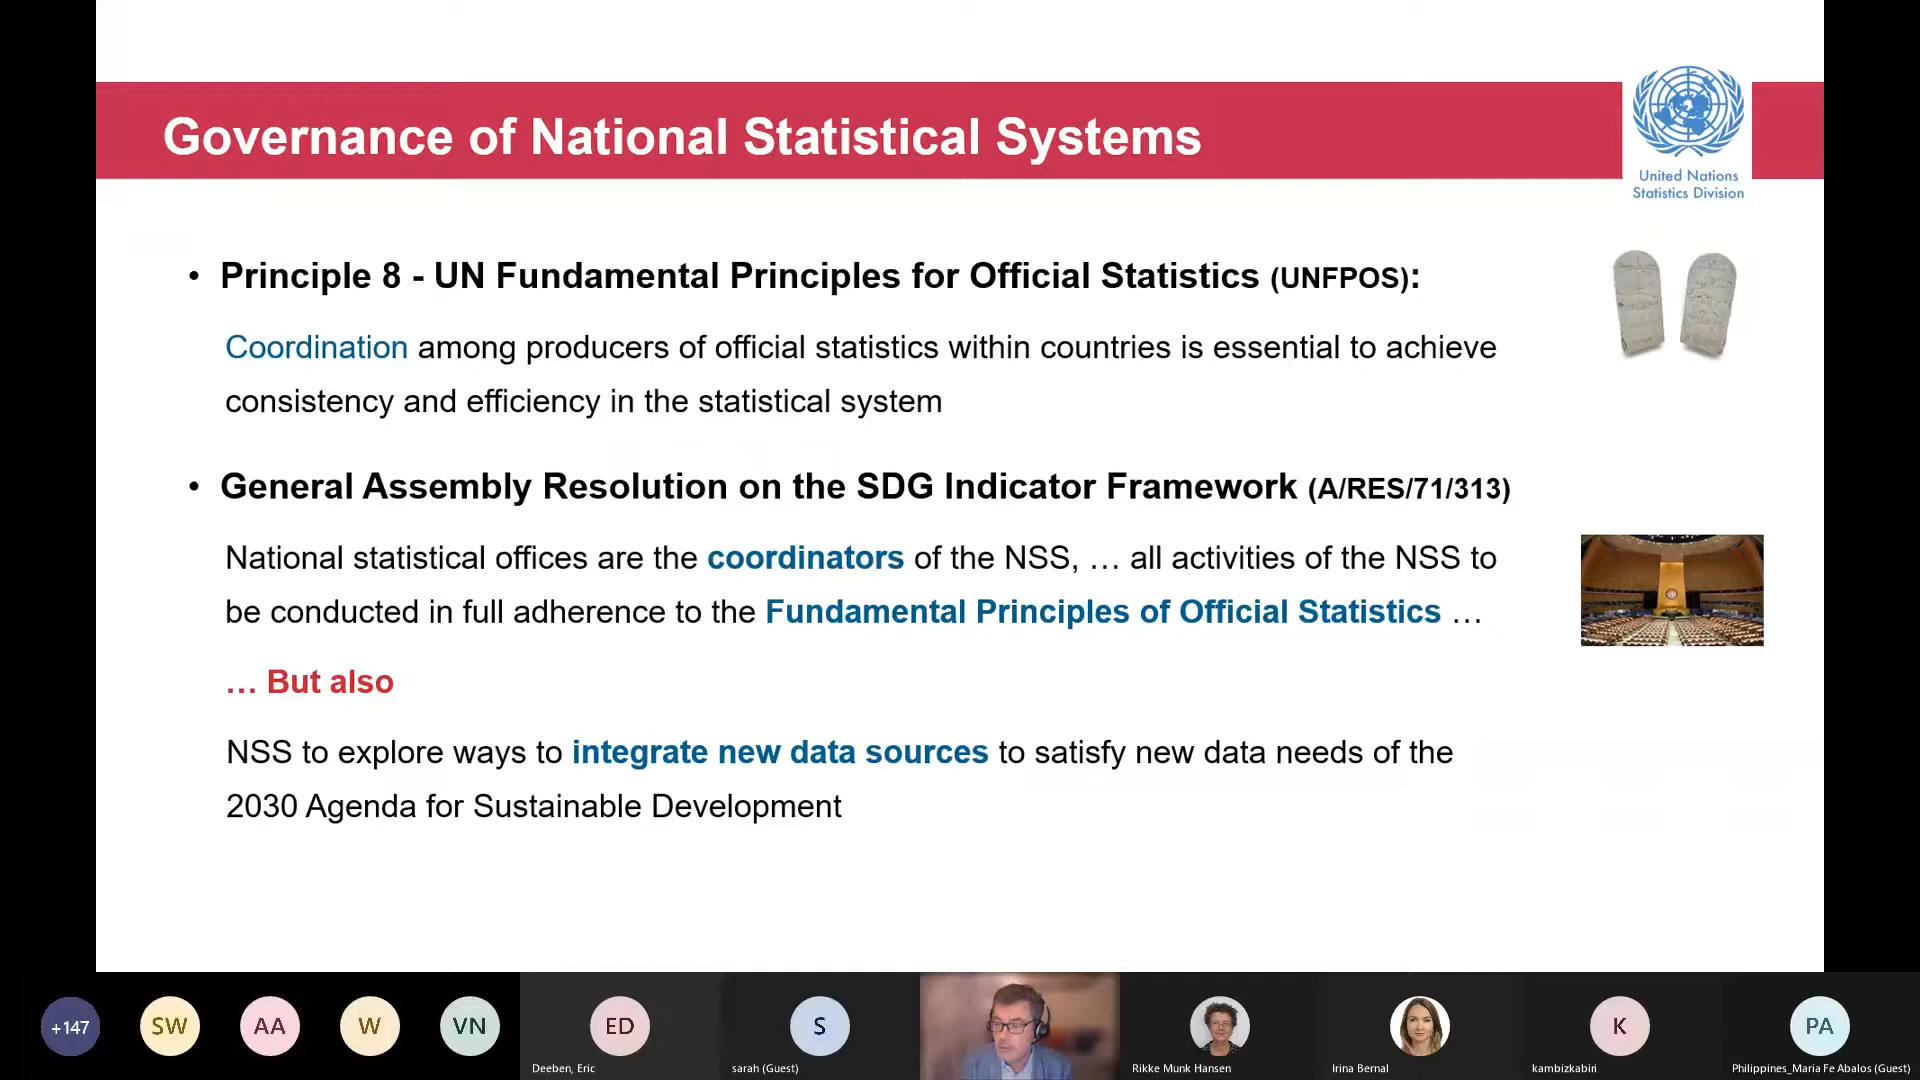 Governance of National Statistical Systems
United Nations
Statistics Division
• Principle 8 - UN Fundamental Principles for Official Statistics (UNFPOS):
Coordination among producers of official statistics within countries is essential to achieve
consistency and efficiency in the statistical system
• General Assembly Resolution on the SDG Indicator Framework (A/RES/71/313)
National statistical offices are the coordinators of the NSS, … all activities of the NSS to
be conducted in full adherence to the Fundamental Principles of Official Statistics …
… But also
NSS to explore ways to integrate new data sources to satisfy new data needs of the
2030 Agenda for Sustainable Development
+147
SW
AA
W
VN
ED
S
K
PA
Deeben, Eric
sarah (Guest)
Rikke Munk Hansen
Irina Bernal
kambizkabiri
Philippines_Maria Fe Abalos (Guest)